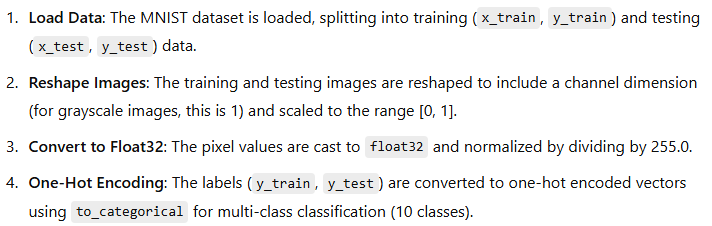 1. Load Data: The MNIST dataset is loaded, splitting into training (x_train, y_train) and testing
(x_test, y_test) data.
2. Reshape Images: The training and testing images are reshaped to include a channel dimension
(for grayscale images, this is 1) and scaled to the range [0, 1].
3. Convert to Float32: The pixel values are cast to float32 and normalized by dividing by 255.0.
4. One-Hot Encoding: The labels (y_train, y_test) are converted to one-hot encoded vectors
using to_categorical for multi-class classification (10 classes).